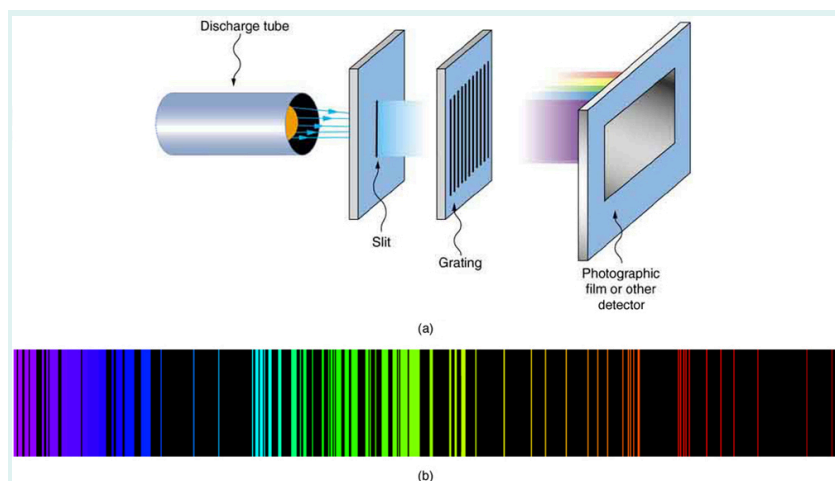 Discharge tube
Slit
Grating
Photographic
film or other
detector
(a)
(b)